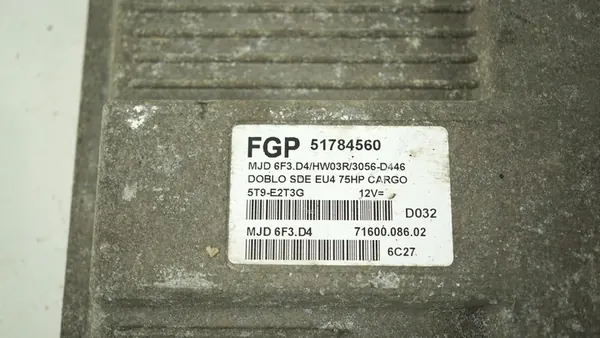 FGP 51784560
MJD 6F3.D4/HW03R/3056-D446
DOBLO SDE EU4 75HP CARGO
5T9-E2T3G 12V=
D032
MJD 6F3.D4 71600.086.02
6C27